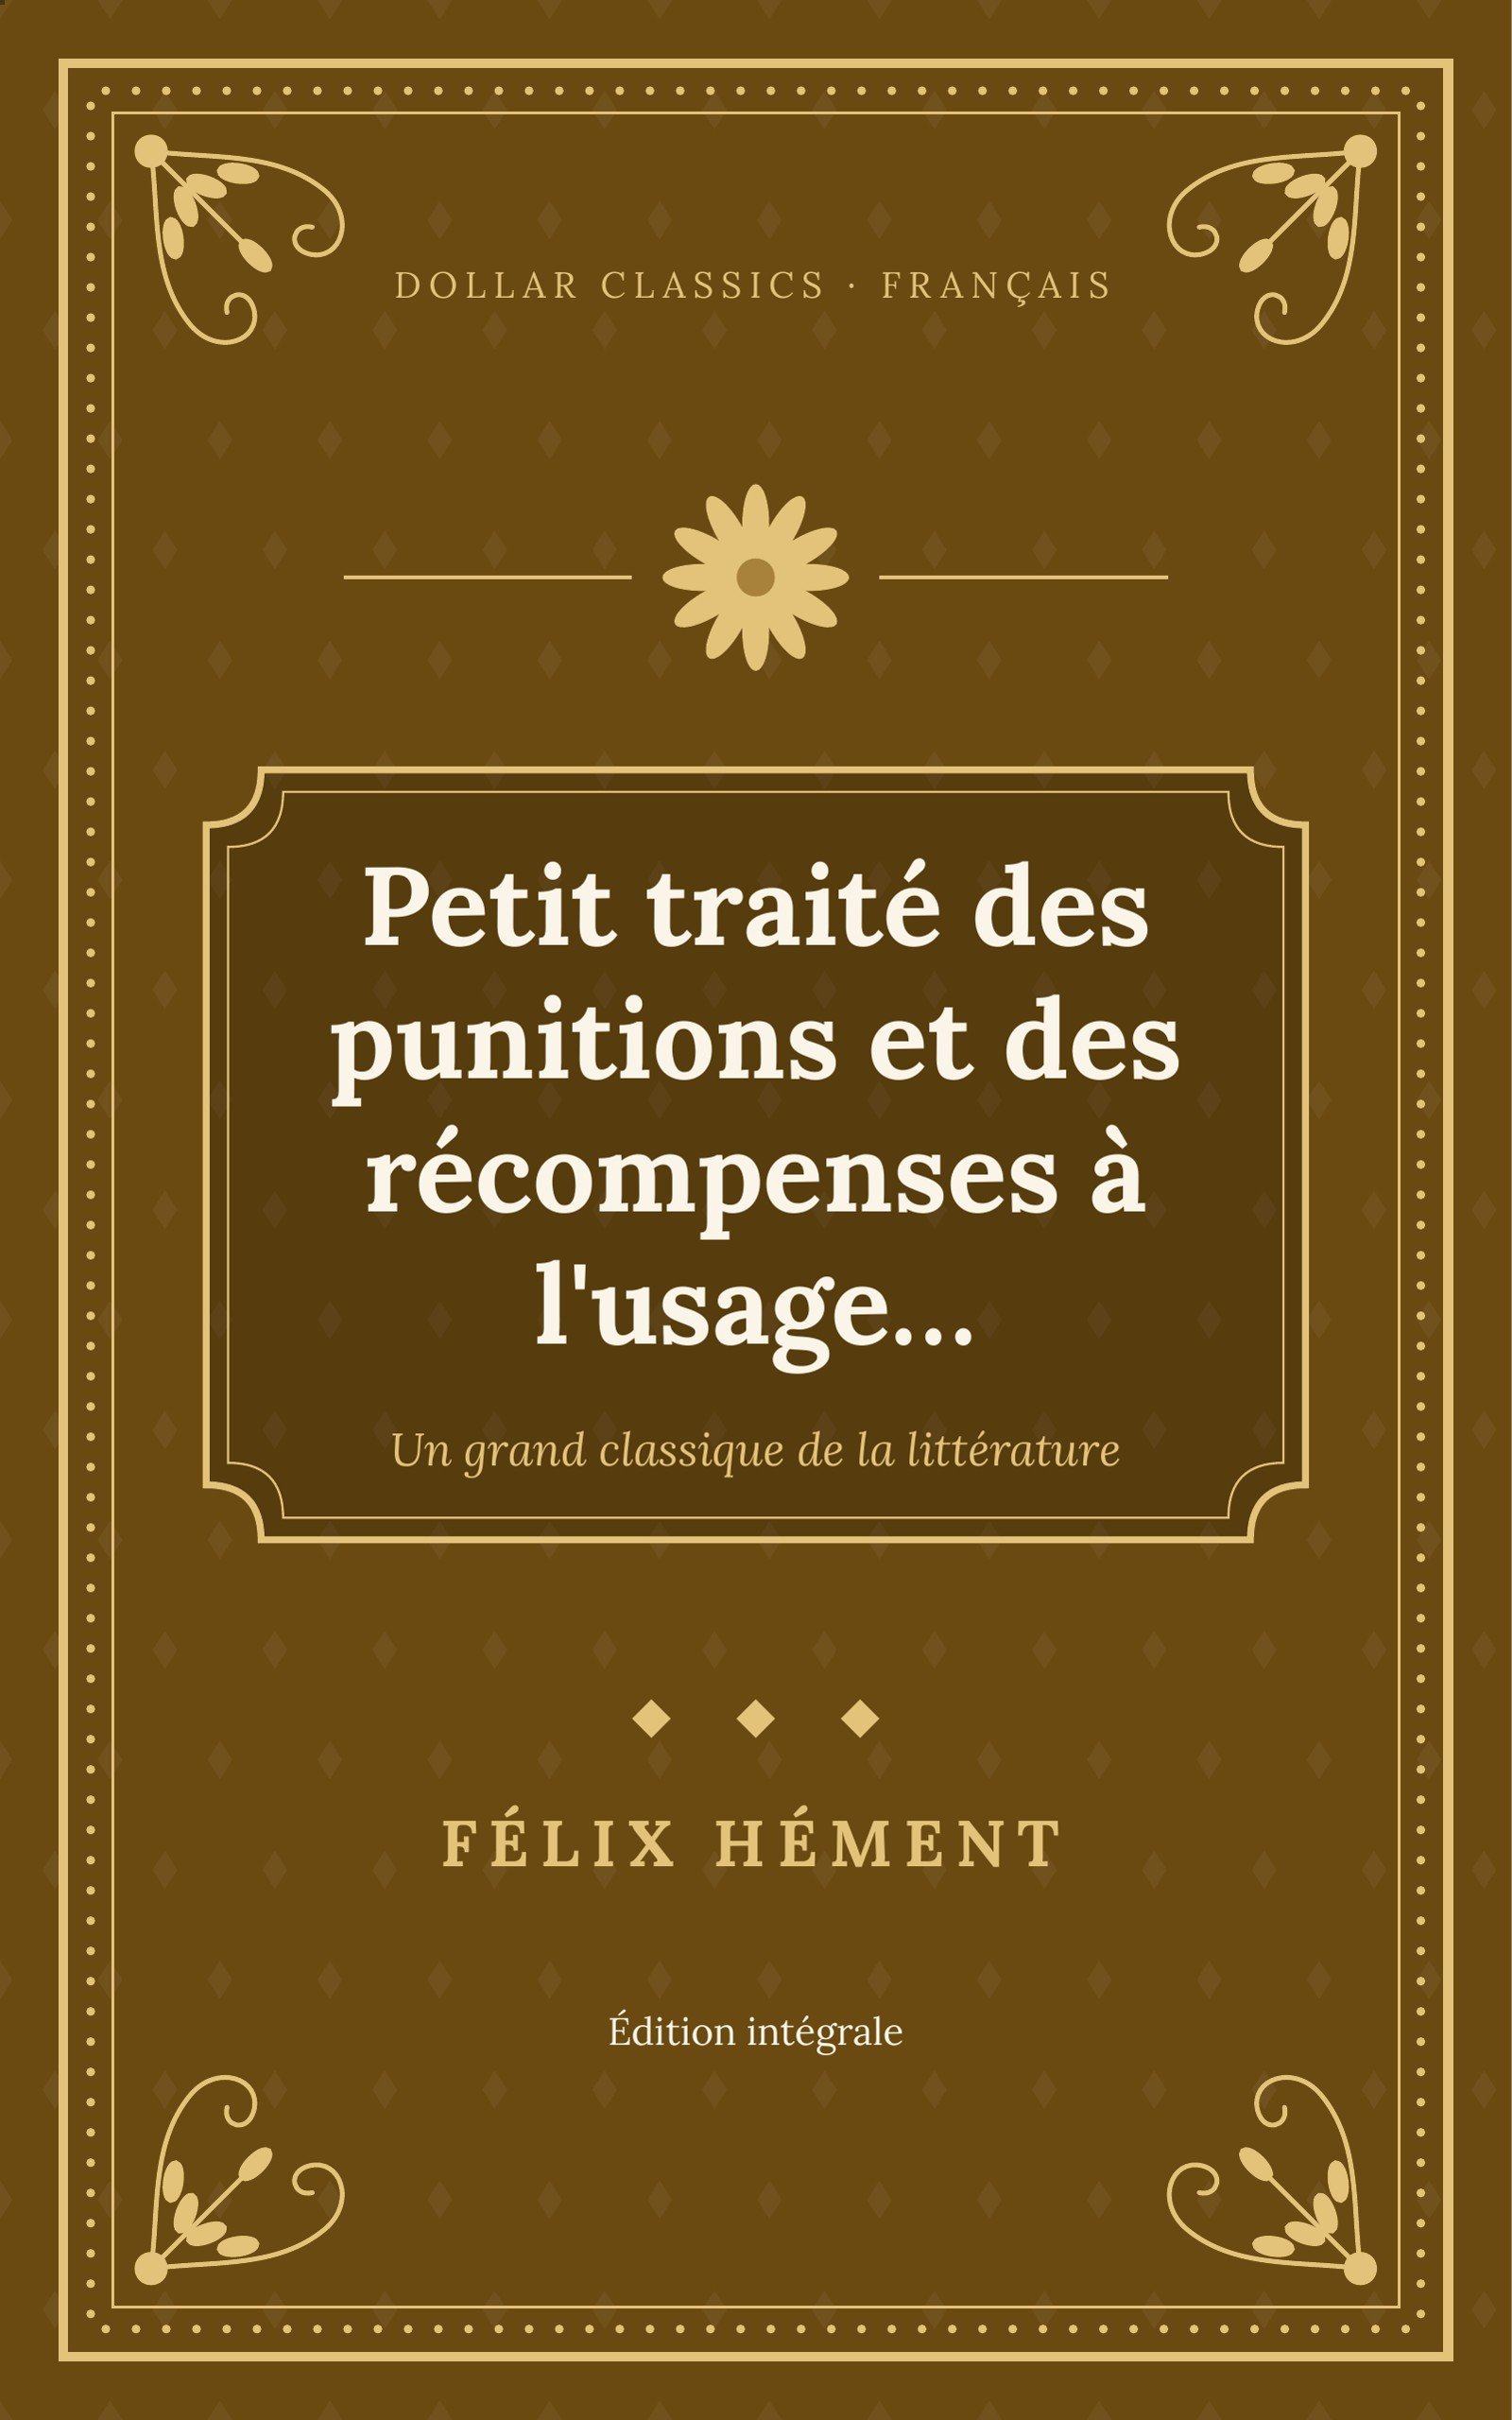 DOLLAR CLASSICS · FRANÇAIS
Petit traité des
punitions et des
récompenses à
l'usage...
Un grand classique de la littérature
FÉLIX HÉMENT
Édition intégrale